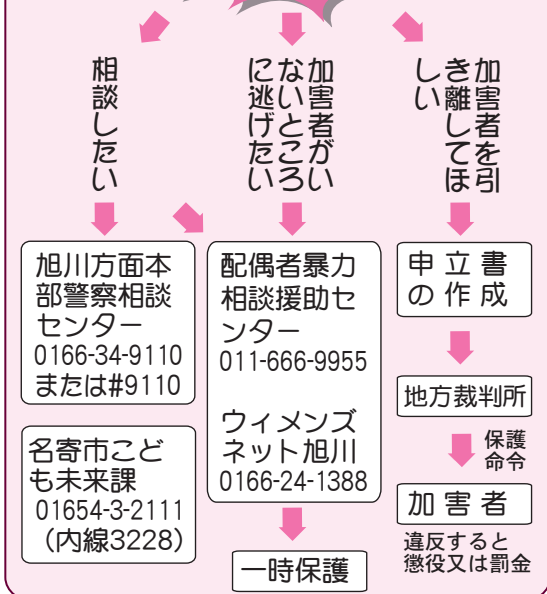 相談したい
加害者がい
ないところ
に逃げたい
加害者を引
き離してほ
しい
旭川方面本
部警察相談
センター
0166-34-9110
または#9110
名寄市こど
も未来課
01654-3-2111
（内線3228）
配偶者暴力
相談援助セ
ンター
011-666-9955
ウィメンズ
ネット旭川
0166-24-1388
一時保護
申立書
の作成
地方裁判所
保護
命令
加害者
違反すると
懲役又は罰金